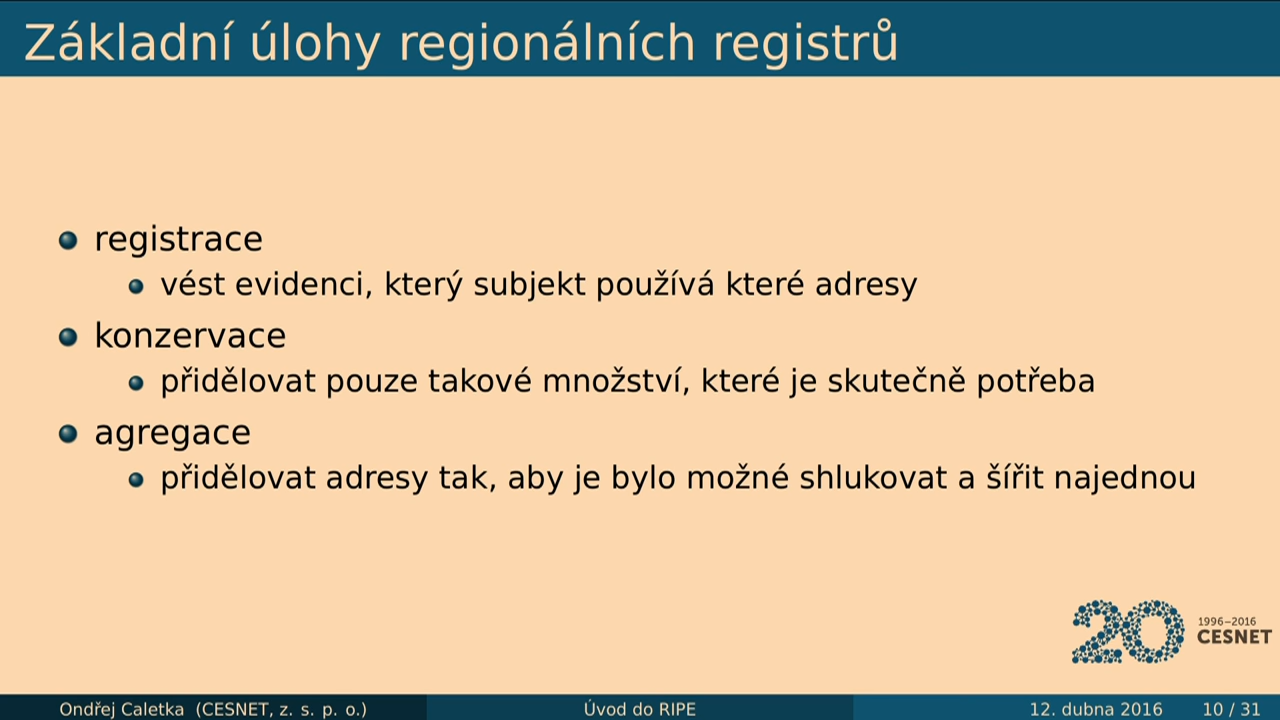 Základní úlohy regionálních registrů
registrace
vést evidenci, který subjekt používá které adresy
konzervace
přidělovat pouze takové množství, které je skutečně potřeba
agregace
přidělovat adresy tak, aby je bylo možné shlukovat a šířit najednou
20 1996–2016
CESNET
Ondřej Caletka (CESNET, z. s. p. o.) Úvod do RIPE 12. dubna 2016 10 / 31